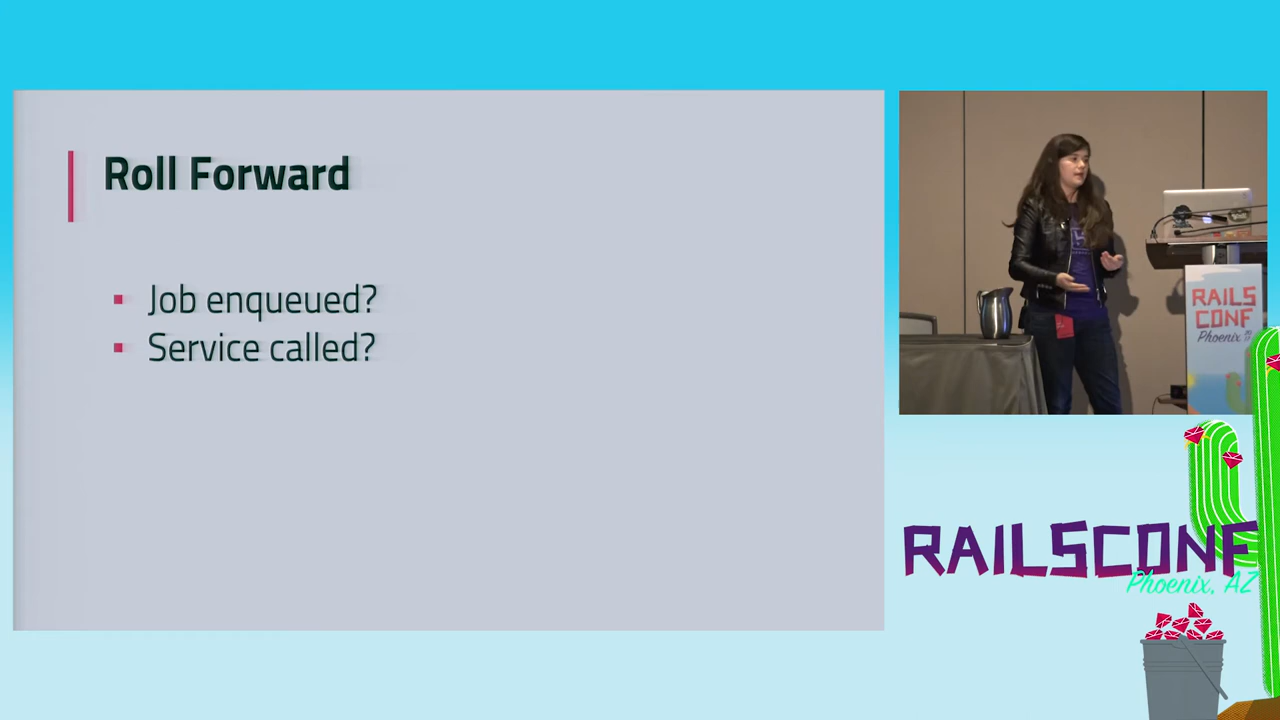 Roll Forward
Job enqueued?
Service called?
RAILS
CONF
Phoenix
RAILSCONF
Phoenix, AZ